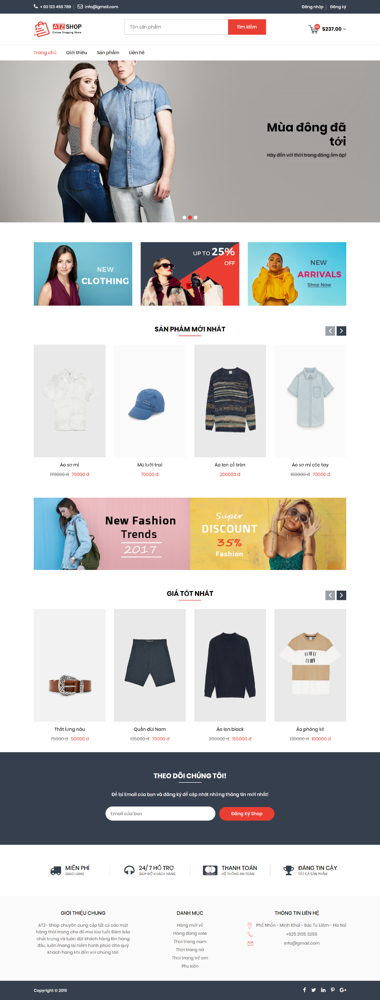 + 00 123 456 789
info@gmail.com
Đăng nhập
Đăng ký
ATZ SHOP
Online Shopping Store
Tên sản phẩm
Tìm kiếm
02
$237.00
Trang chủ
Giới thiệu
Sản phẩm
Liên hệ
Mùa đông đã
tới
Hãy đến với thời trang đông ấm áp!
NEW
CLOTHING
UP TO 25%
OFF
NEW
ARRIVALS
Shop Now
SẢN PHẨM MỚI NHẤT
Áo sơ mi
170000 đ 70000 đ
Mũ lưỡi trai
70000 đ
Áo len cổ tròn
200000 đ
Áo sơ mi cộc tay
150000 đ 70000 đ
New Fashion
Trends
2017
Super
DISCOUNT
35%
Fashion
GIÁ TỐT NHẤT
LA VIE ET
LA MER
Thắt lưng nâu
75000 đ 50000 đ
Quần đùi Nam
135000 đ 70000 đ
Áo len black
200000 đ 155000 đ
Áo phông kẻ
130000 đ 100000 đ
THEO DÕI CHÚNG TÔI!
Để lại Email của bạn và đăng ký để cập nhật những thông tin mới nhất!
Email của bạn
Đăng Ký Shop
MIỄN PHÍ
GIAO HÀNG
24/ 7 HỖ TRỢ
GIÚP ĐỠ KHÁCH HÀNG
THANH TOÁN
HỆ THỐNG AN TOÀN
ĐÁNG TIN CẬY
TẤT CẢ SẢN PHẨM
GIỚI THIỆU CHUNG
ATZ- Shop chuyên cung cấp tất cả các mặt
hàng thời trang cho đủ mọi lứa tuổi. Đảm bảo
chất lượng và luôn đặt khách hàng lên hàng
đầu, luôn mang lại niềm hạnh phúc cho quý
khách hàng khi đến với chúng tôi!
DANH MỤC
Hàng mới về
Hàng đang sale
Thời trang nam
Thời trang nữ
Thời trang trẻ em
Phụ kiện
THÔNG TIN LIÊN HỆ
Phố Nhổn - Minh Khai - Bắc Từ Liêm - Hà Nội
+025 2155 3255
info@gmail.com
Copyright © 2019